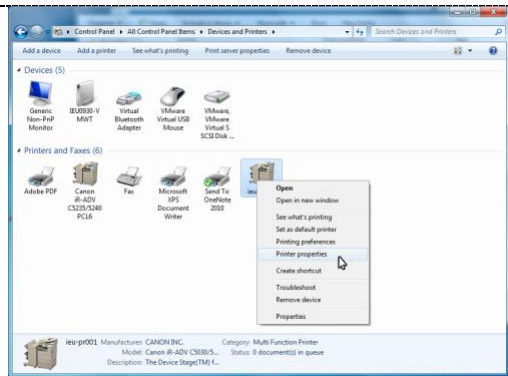 Control Panel ▸ All Control Panel Items ▸ Devices and Printers ▸
Search Devices and Printers
Add a device Add a printer See what's printing Print server properties Remove device
Devices (5)
Generic Non-PnP Monitor
IEU0930-V MWT
Virtual Bluetooth Adapter
VMware Virtual USB Mouse
VMware, VMware Virtual S SCSI Disk ...
Printers and Faxes (6)
Adobe PDF
Canon iR-ADV C5235/5240 PCL6
Fax
Microsoft XPS Document Writer
Send To OneNote 2010
Open
Open in new window
See what's printing
Set as default printer
Printing preferences
Printer properties
Create shortcut
Troubleshoot
Remove device
Properties
ieu-pr001 Manufacturer: CANON INC. Category: Multi Function Printer
Model: Canon iR-ADV C5030/5... Status: 0 document(s) in queue
Description: The Device Stage(TM) f...